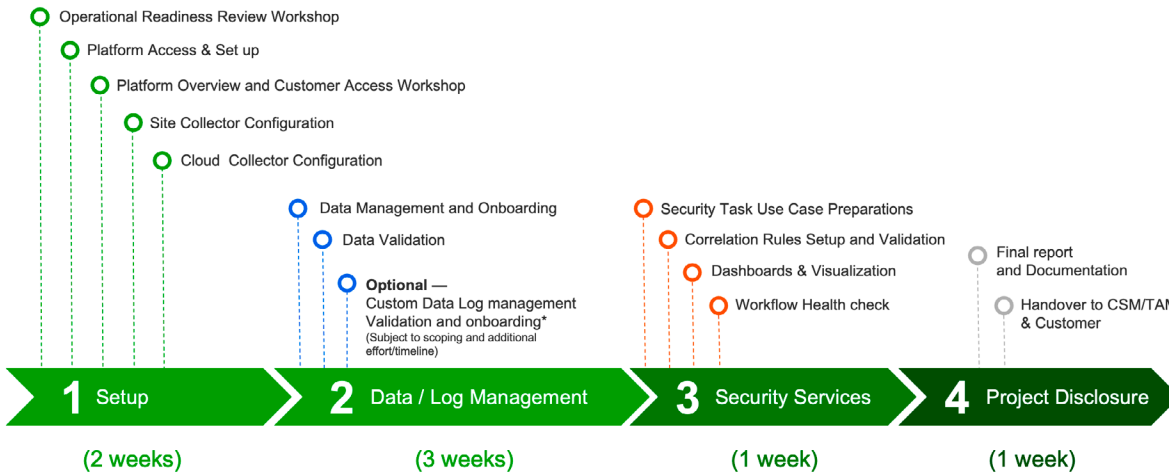 Operational Readiness Review Workshop
Platform Access & Set up
Platform Overview and Customer Access Workshop
Site Collector Configuration
Cloud Collector Configuration
Data Management and Onboarding
Data Validation
Optional —
Custom Data Log management
Validation and onboarding*
(Subject to scoping and additional
effort/timeline)
Security Task Use Case Preparations
Correlation Rules Setup and Validation
Dashboards & Visualization
Workflow Health check
Final report
and Documentation
Handover to CSM/TAM
& Customer
1 Setup
2 Data / Log Management
3 Security Services
4 Project Disclosure
(2 weeks)
(3 weeks)
(1 week)
(1 week)